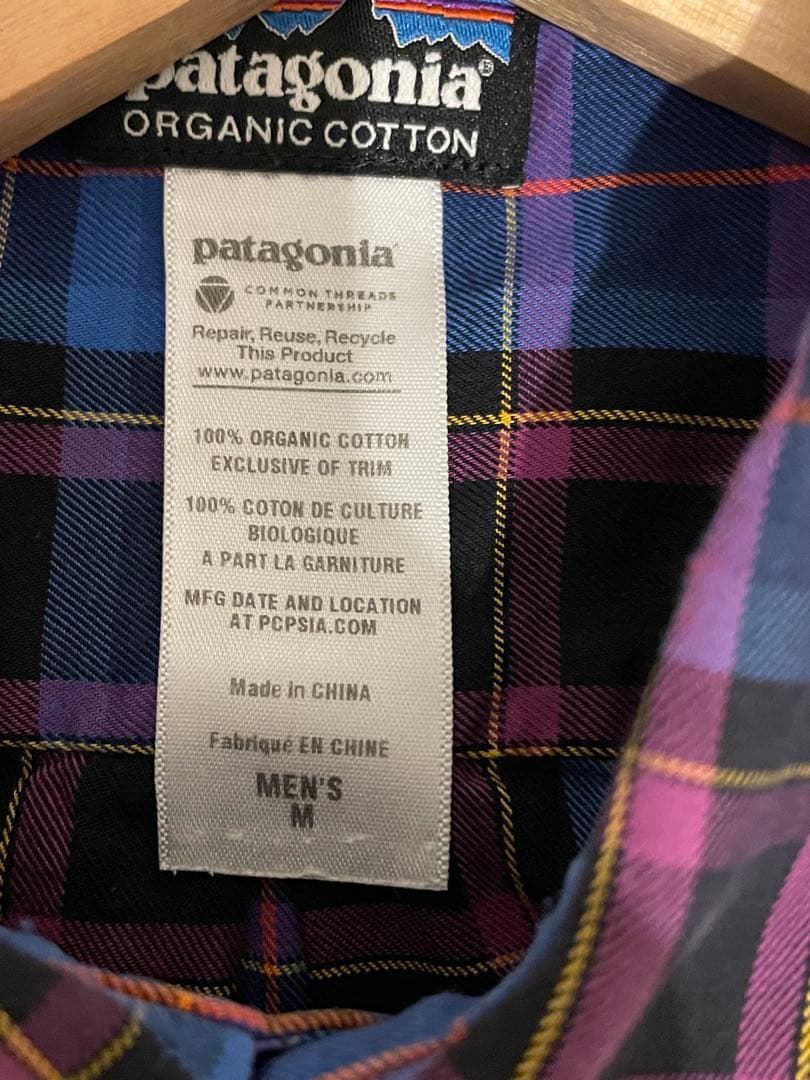 patagonia®
ORGANIC COTTON
patagonia®
COMMON THREADS
PARTNERSHIP
Repair, Reuse, Recycle
This Product
www.patagonia.com
100% ORGANIC COTTON
EXCLUSIVE OF TRIM
100% COTON DE CULTURE
BIOLOGIQUE
A PART LA GARNITURE
MFG DATE AND LOCATION
AT PCPSIA.COM
Made in CHINA
Fabriqué EN CHINE
MEN'S
M